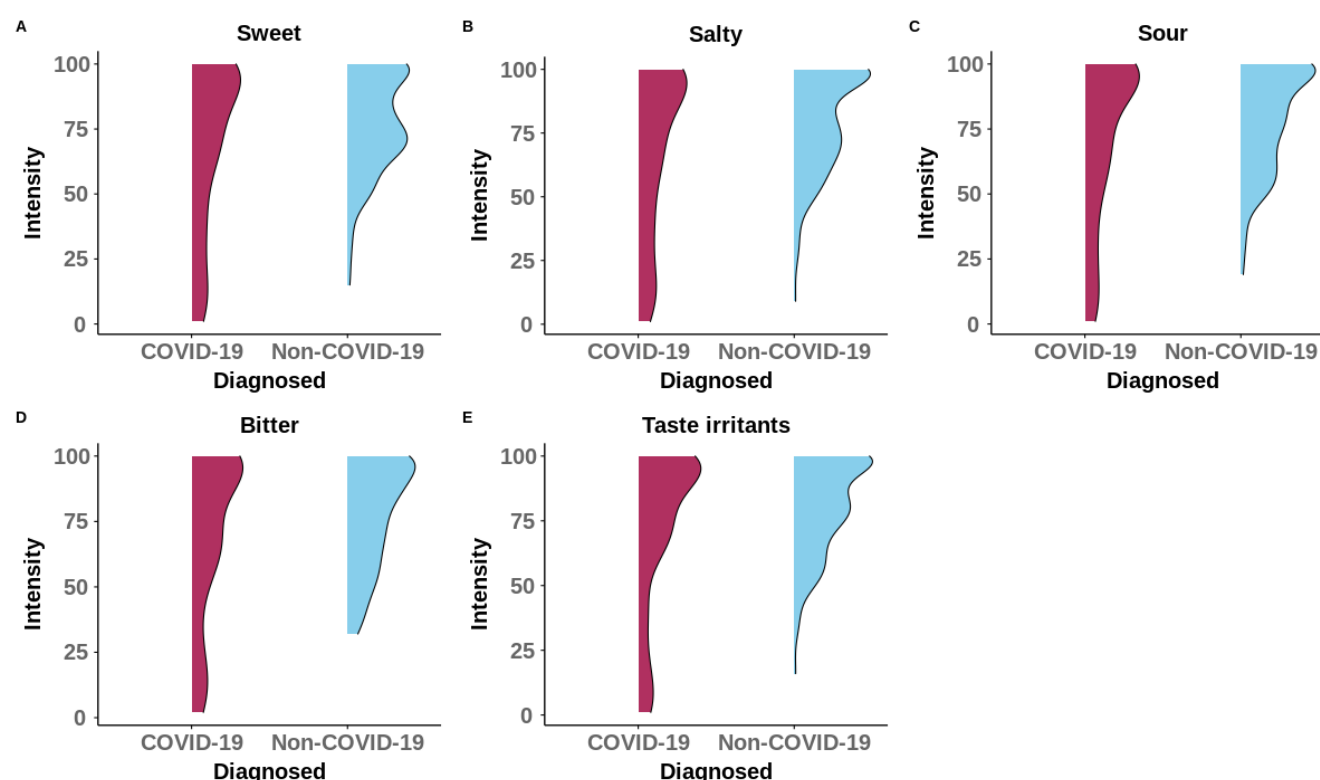 A
Sweet
Intensity
100
75
50
25
0
COVID-19 Non-COVID-19
Diagnosed
B
Salty
Intensity
100
75
50
25
0
COVID-19 Non-COVID-19
Diagnosed
C
Sour
Intensity
100
75
50
25
0
COVID-19 Non-COVID-19
Diagnosed
D
Bitter
Intensity
100
75
50
25
0
COVID-19 Non-COVID-19
Diagnosed
E
Taste irritants
Intensity
100
75
50
25
0
COVID-19 Non-COVID-19
Diagnosed